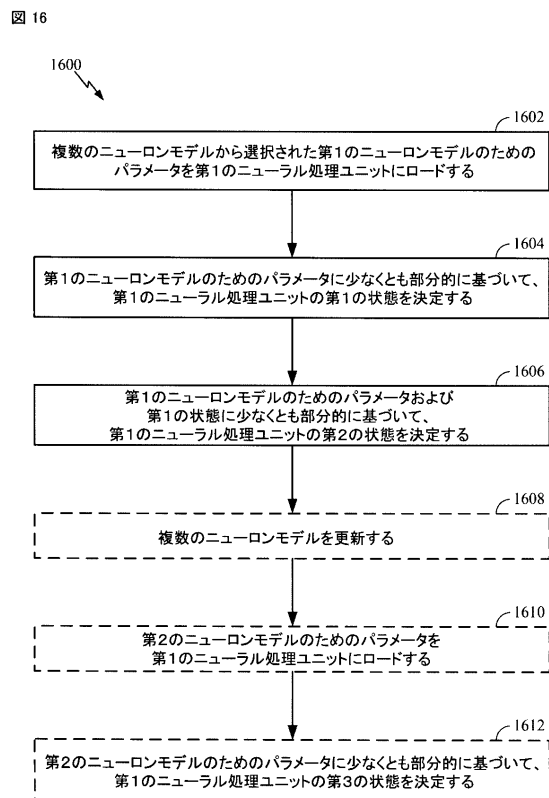 図 16
1600
1602
複数のニューロンモデルから選択された第1のニューロンモデルのための
パラメータを第1のニューラル処理ユニットにロードする
1604
第1のニューロンモデルのためのパラメータに少なくとも部分的に基づいて、
第1のニューラル処理ユニットの第1の状態を決定する
1606
第1のニューロンモデルのためのパラメータおよび
第1の状態に少なくとも部分的に基づいて、
第1のニューラル処理ユニットの第2の状態を決定する
1608
複数のニューロンモデルを更新する
1610
第2のニューロンモデルのためのパラメータを
第1のニューラル処理ユニットにロードする
1612
第2のニューロンモデルのためのパラメータに少なくとも部分的に基づいて、
第1のニューラル処理ユニットの第3の状態を決定する